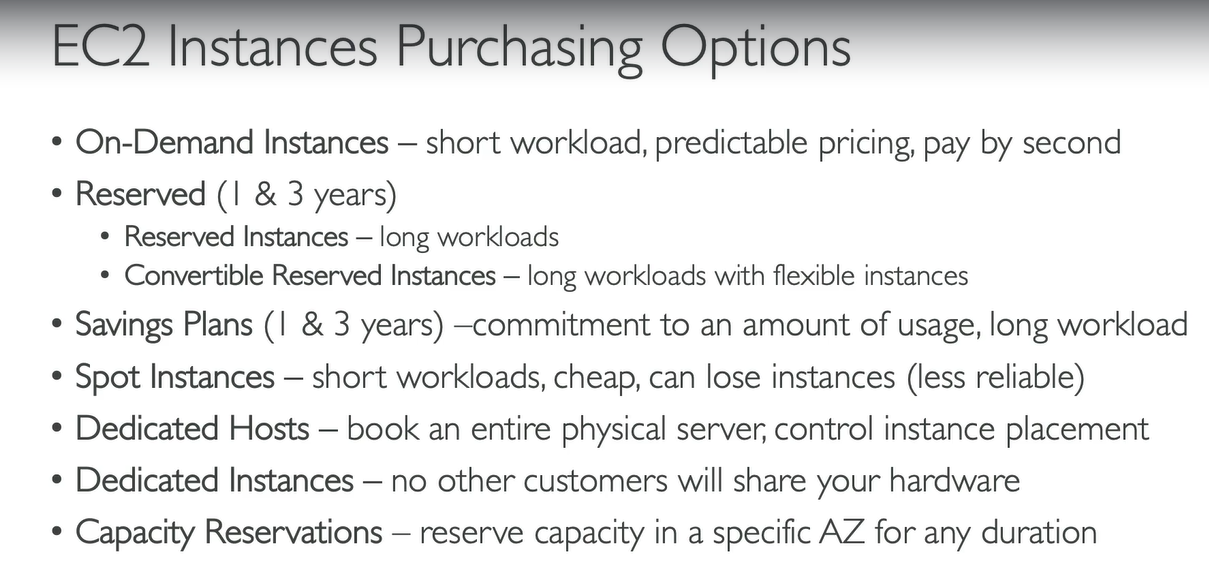 EC2 Instances Purchasing Options
• On-Demand Instances – short workload, predictable pricing, pay by second
• Reserved (1 & 3 years)
• Reserved Instances – long workloads
• Convertible Reserved Instances – long workloads with flexible instances
• Savings Plans (1 & 3 years) –commitment to an amount of usage, long workload
• Spot Instances – short workloads, cheap, can lose instances (less reliable)
• Dedicated Hosts – book an entire physical server, control instance placement
• Dedicated Instances – no other customers will share your hardware
• Capacity Reservations – reserve capacity in a specific AZ for any duration